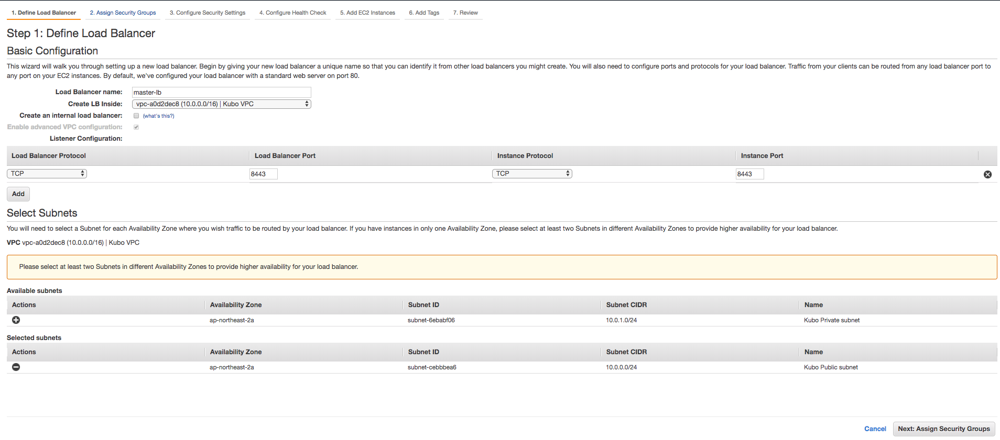 1. Define Load Balancer 2. Assign Security Groups 3. Configure Security Settings 4. Configure Health Check 5. Add EC2 Instances 6. Add Tags 7. Review
Step 1: Define Load Balancer
Basic Configuration
This wizard will walk you through setting up a new load balancer. Begin by giving your new load balancer a unique name so that you can identify it from other load balancers you might create. You will also need to configure ports and protocols for your load balancer. Traffic from your clients can be routed from any load balancer port to
any port on your EC2 instances. By default, we've configured your load balancer with a standard web server on port 80.
Load Balancer name: master-lb
Create LB Inside: vpc-a0d2dec8 (10.0.0.0/16) | Kubo VPC
Create an internal load balancer: (what's this?)
Enable advanced VPC configuration:
Listener Configuration:
Load Balancer Protocol Load Balancer Port Instance Protocol Instance Port
TCP 8443 TCP 8443
Add
Select Subnets
You will need to select a Subnet for each Availability Zone where you wish traffic to be routed by your load balancer. If you have instances in only one Availability Zone, please select at least two Subnets in different Availability Zones to provide higher availability for your load balancer.
VPC vpc-a0d2dec8 (10.0.0.0/16) | Kubo VPC
Please select at least two Subnets in different Availability Zones to provide higher availability for your load balancer.
Available subnets
Actions Availability Zone Subnet ID Subnet CIDR Name
ap-northeast-2a subnet-6ebabf06 10.0.1.0/24 Kubo Private subnet
Selected subnets
Actions Availability Zone Subnet ID Subnet CIDR Name
ap-northeast-2a subnet-cebbbea6 10.0.0.0/24 Kubo Public subnet
Cancel Next: Assign Security Groups